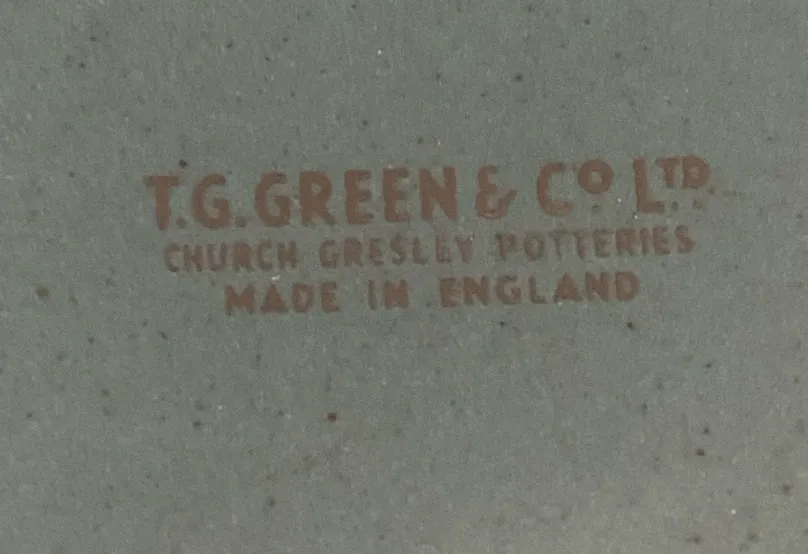 T.G.GREEN & Cº LTD
CHURCH GRESLEY POTTERIES
MADE IN ENGLAND